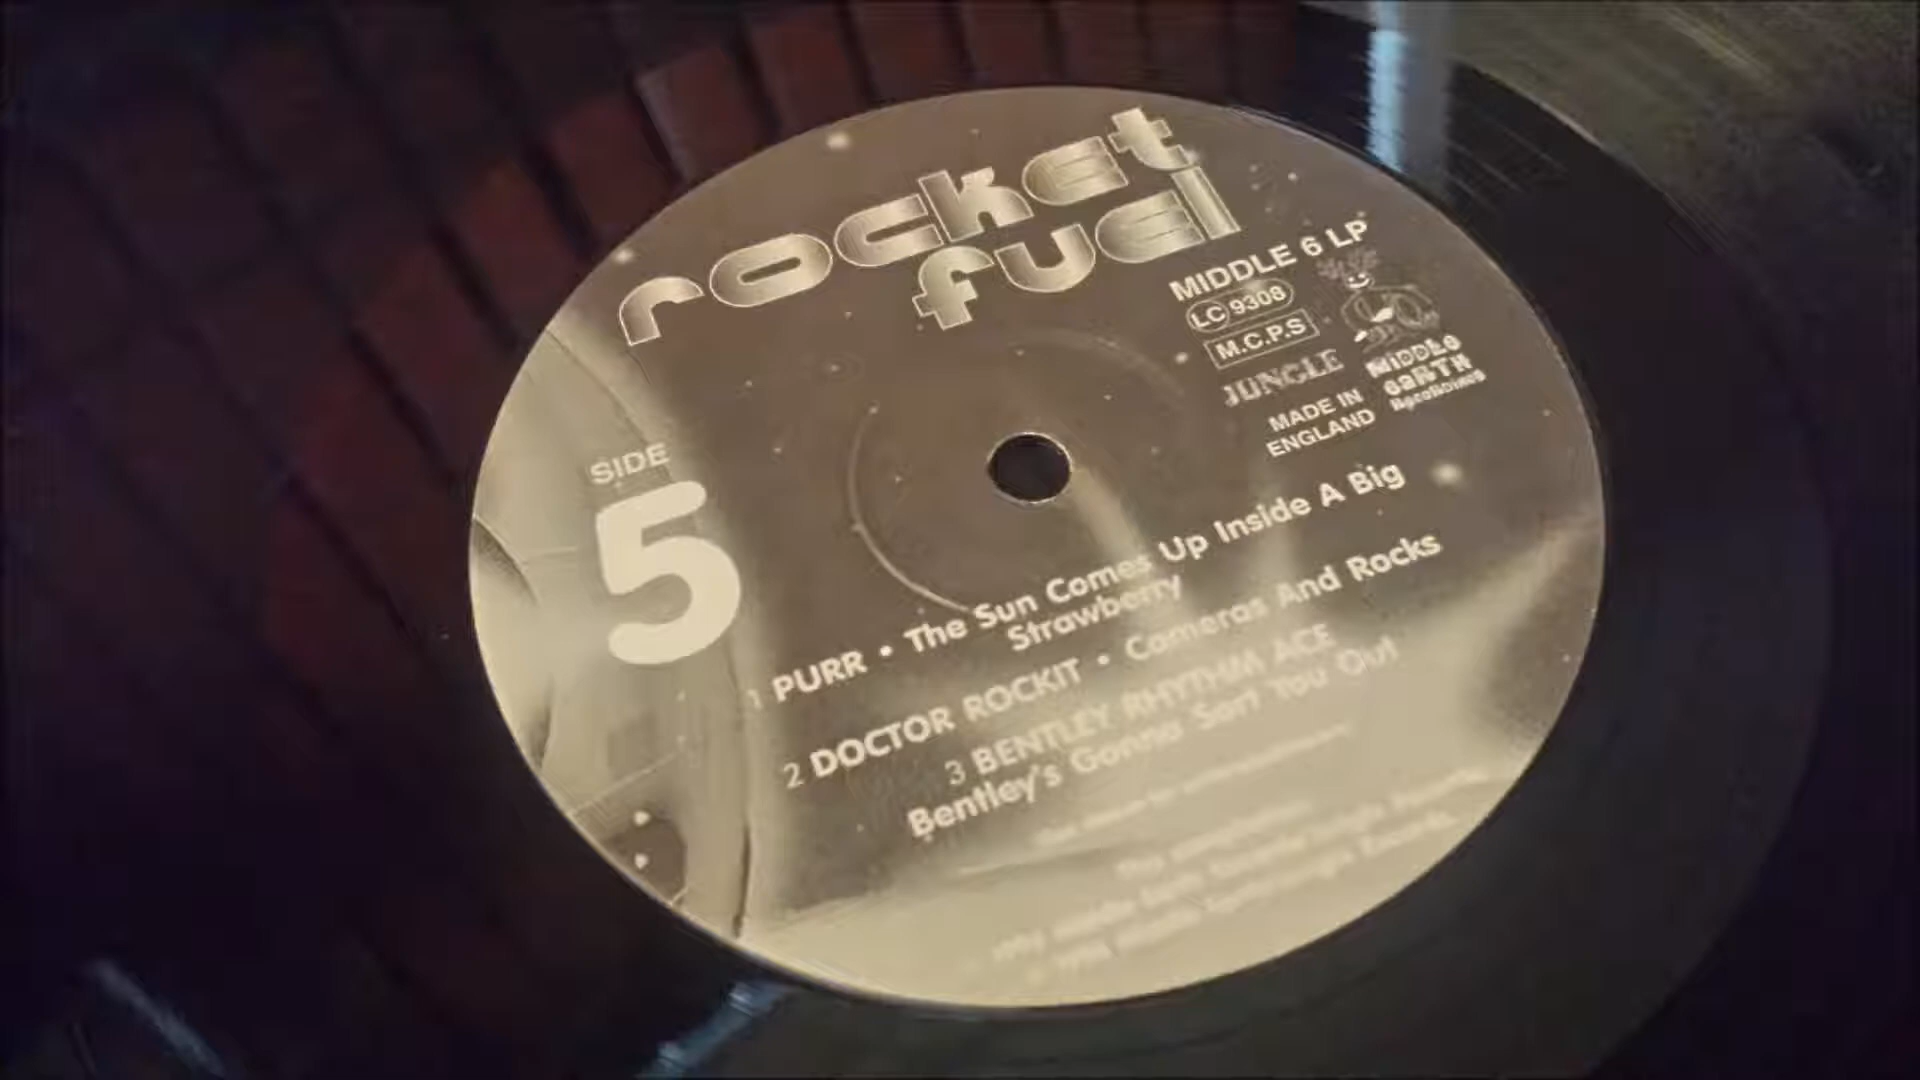 rocket
fuel
MIDDLE 6 LP
LC 9308
M.C.P.S
JUNGLE
MIDDLE
EARTH
Recordings
MADE IN
ENGLAND
SIDE
5
1 PURR • The Sun Comes Up Inside A Big
Strawberry
2 DOCTOR ROCKIT • Cameras And Rocks
3 BENTLEY RHYTHM ACE
Bentley's Gonna Sort You Out